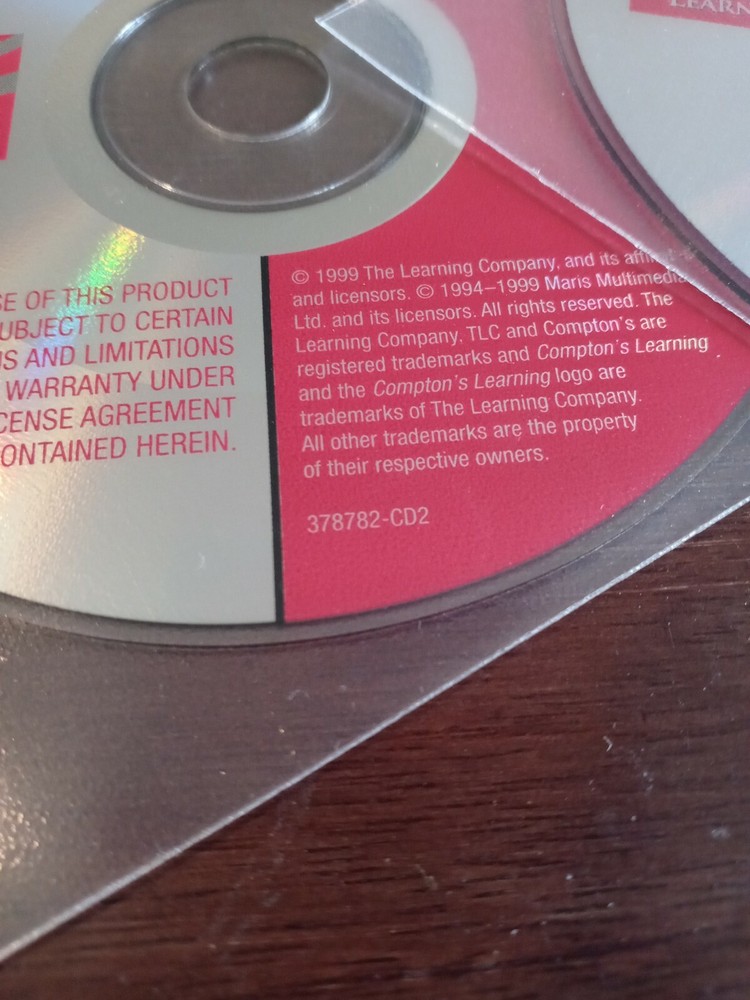 LEARN
SE OF THIS PRODUCT
UBJECT TO CERTAIN
S AND LIMITATIONS
WARRANTY UNDER
CENSE AGREEMENT
ONTAINED HEREIN.
© 1999 The Learning Company, and its
and licensors. © 1994–1999 Maris Multimedia
Ltd. and its licensors. All rights reserved. The
Learning Company, TLC and Compton's are
registered trademarks and Compton's Learning
and the Compton's Learning logo are
trademarks of The Learning Company.
All other trademarks are the property
of their respective owners.
378782-CD2